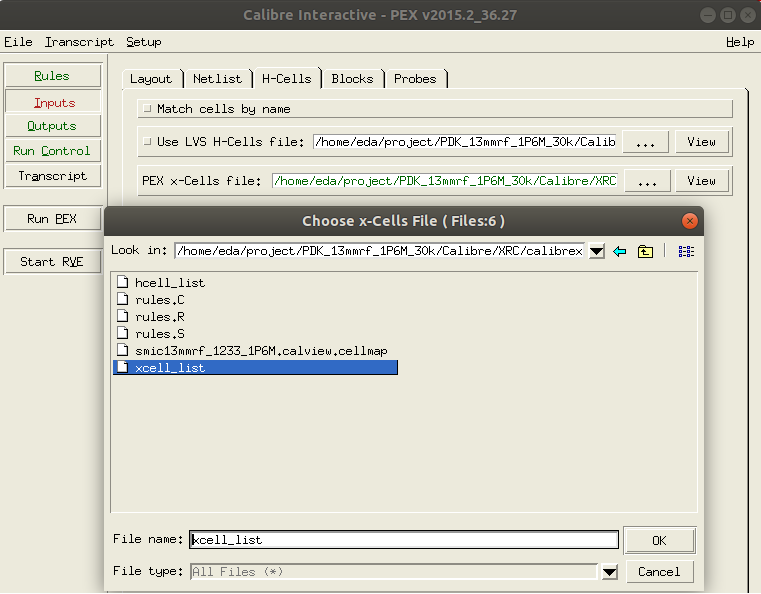 Calibre Interactive - PEX v2015.2_36.27
File Transcript Setup Help
Rules
Inputs
Outputs
Run Control
Transcript
Run PEX
Start RVE
Layout Netlist H-Cells Blocks Probes
Match cells by name
Use LVS H-Cells file: /home/eda/project/PDK_13mmrf_1P6M_30k/Calib ... View
PEX x-Cells file: /home/eda/project/PDK_13mmrf_1P6M_30k/Calibre/XRC ... View
Choose x-Cells File ( Files:6 )
Look in: /home/eda/project/PDK_13mmrf_1P6M_30k/Calibre/XRC/calibrex
hcell_list
rules.C
rules.R
rules.S
smic13mmrf_1233_1P6M.calview.cellmap
xcell_list
File name: xcell_list OK
File type: All Files (*) Cancel